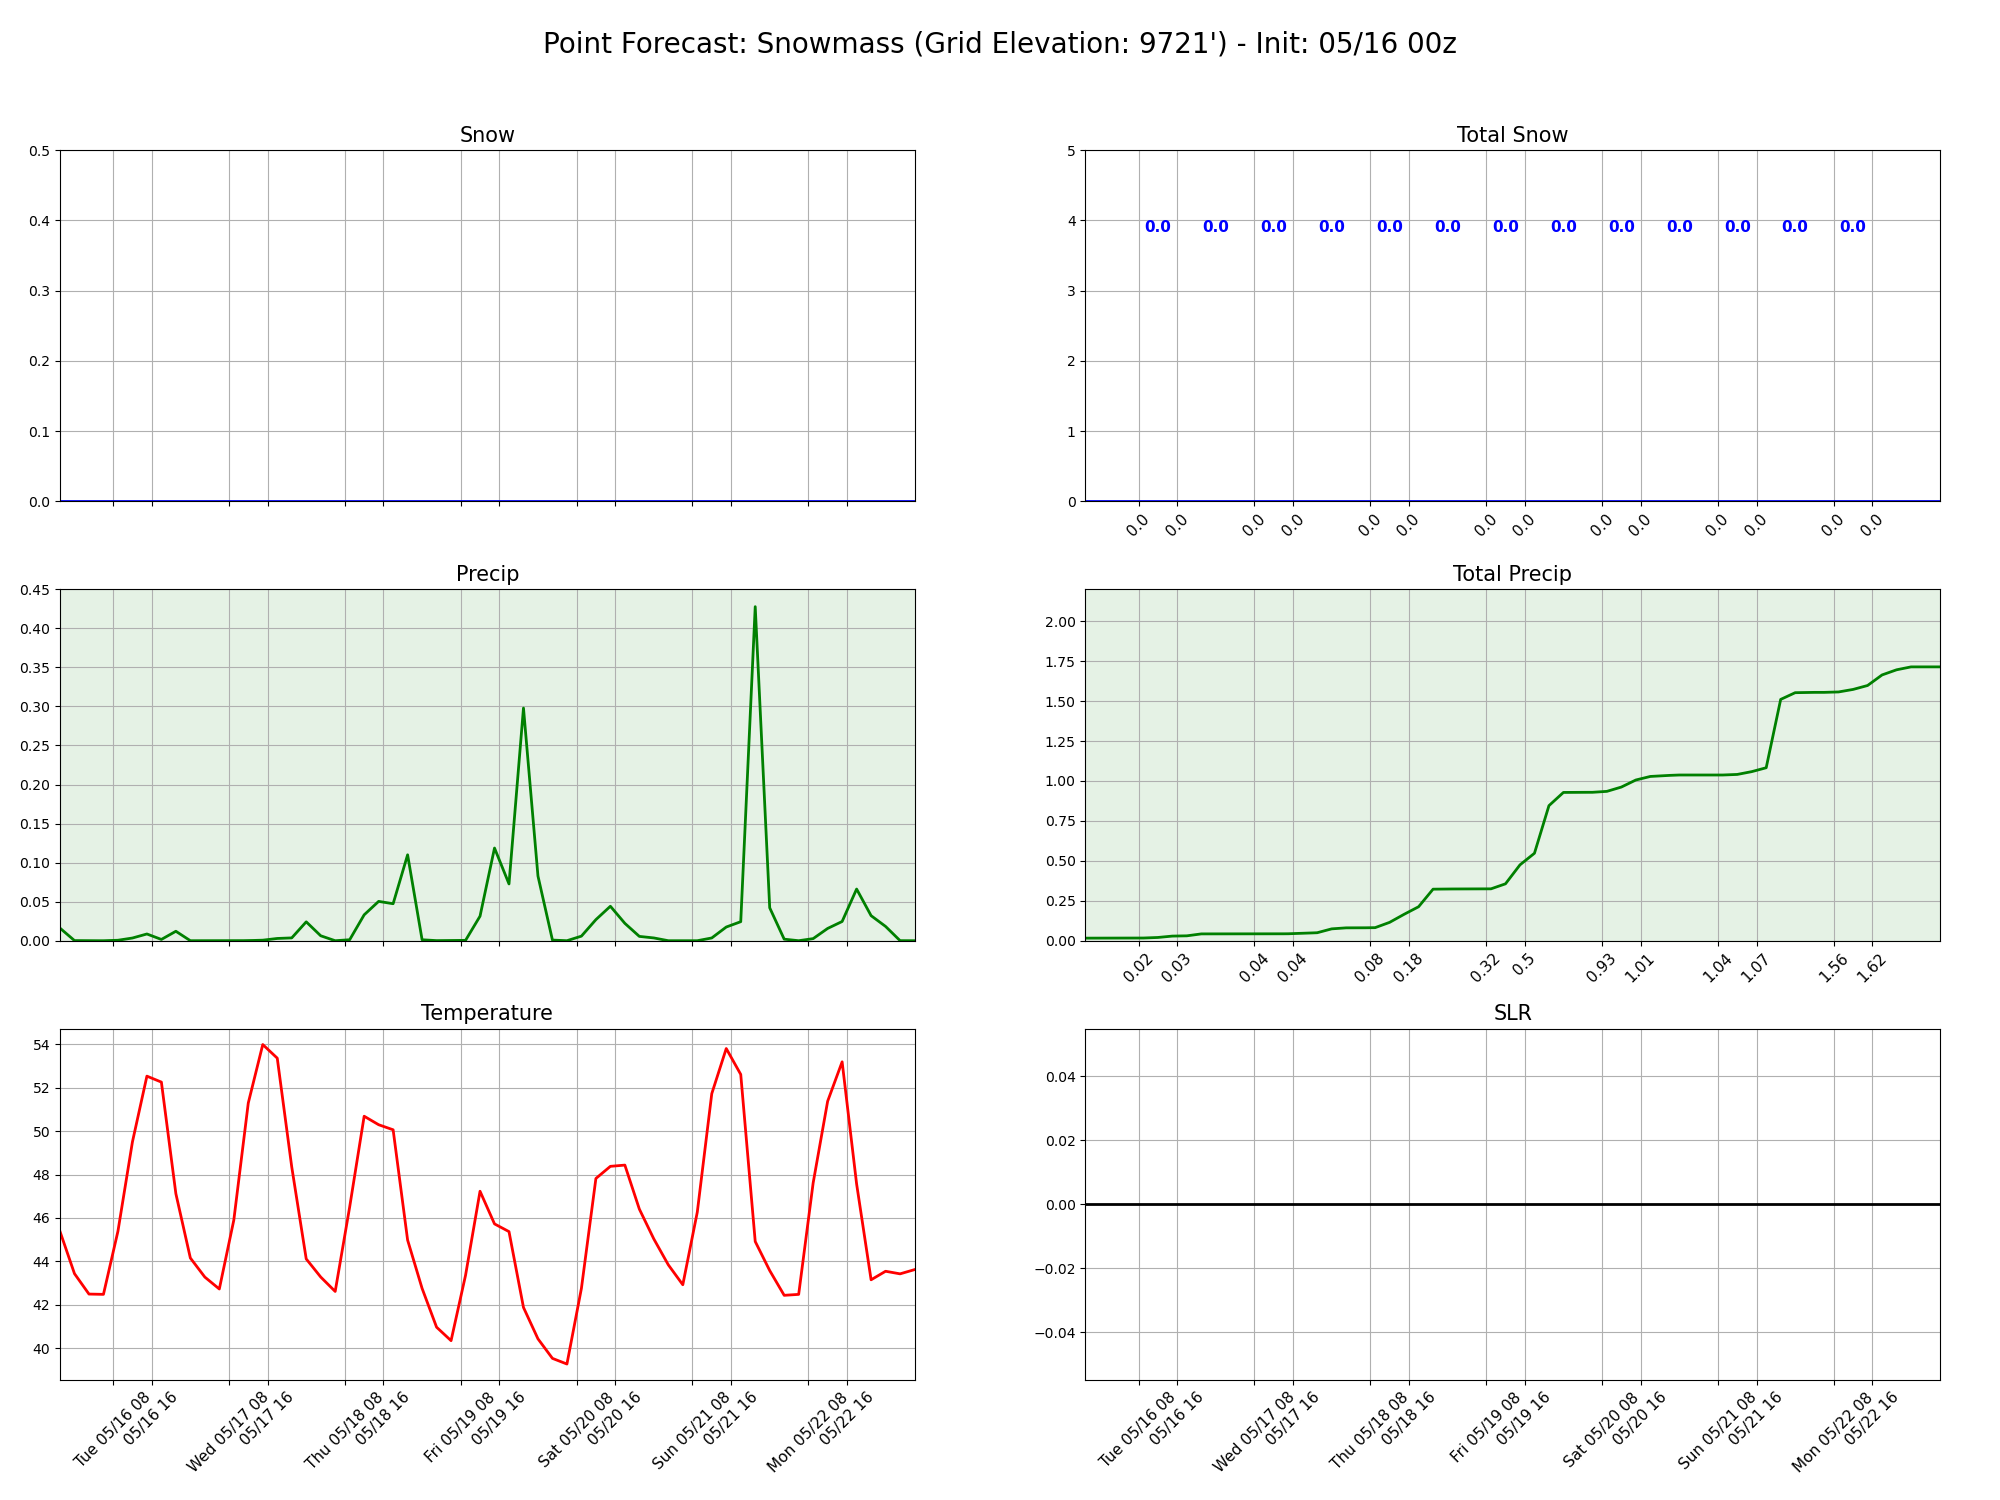 Point Forecast: Snowmass (Grid Elevation: 9721') - Init: 05/16 00z
Snow
0.5
0.4
0.3
0.2
0.1
0.0
Total Snow
5
4
3
2
1
0
0.0 0.0 0.0 0.0 0.0 0.0 0.0 0.0 0.0 0.0 0.0 0.0 0.0
0.0 0.0 0.0 0.0 0.0 0.0 0.0 0.0 0.0 0.0 0.0 0.0 0.0 0.0
Precip
0.45
0.40
0.35
0.30
0.25
0.20
0.15
0.10
0.05
0.00
Total Precip
2.00
1.75
1.50
1.25
1.00
0.75
0.50
0.25
0.00
0.02 0.03 0.04 0.04 0.08 0.18 0.32 0.5 0.93 1.01 1.04 1.07 1.56 1.62
Temperature
54
52
50
48
46
44
42
40
Tue 05/16 08
05/16 16
Wed 05/17 08
05/17 16
Thu 05/18 08
05/18 16
Fri 05/19 08
05/19 16
Sat 05/20 08
05/20 16
Sun 05/21 08
05/21 16
Mon 05/22 08
05/22 16
SLR
0.04
0.02
0.00
−0.02
−0.04
Tue 05/16 08
05/16 16
Wed 05/17 08
05/17 16
Thu 05/18 08
05/18 16
Fri 05/19 08
05/19 16
Sat 05/20 08
05/20 16
Sun 05/21 08
05/21 16
Mon 05/22 08
05/22 16